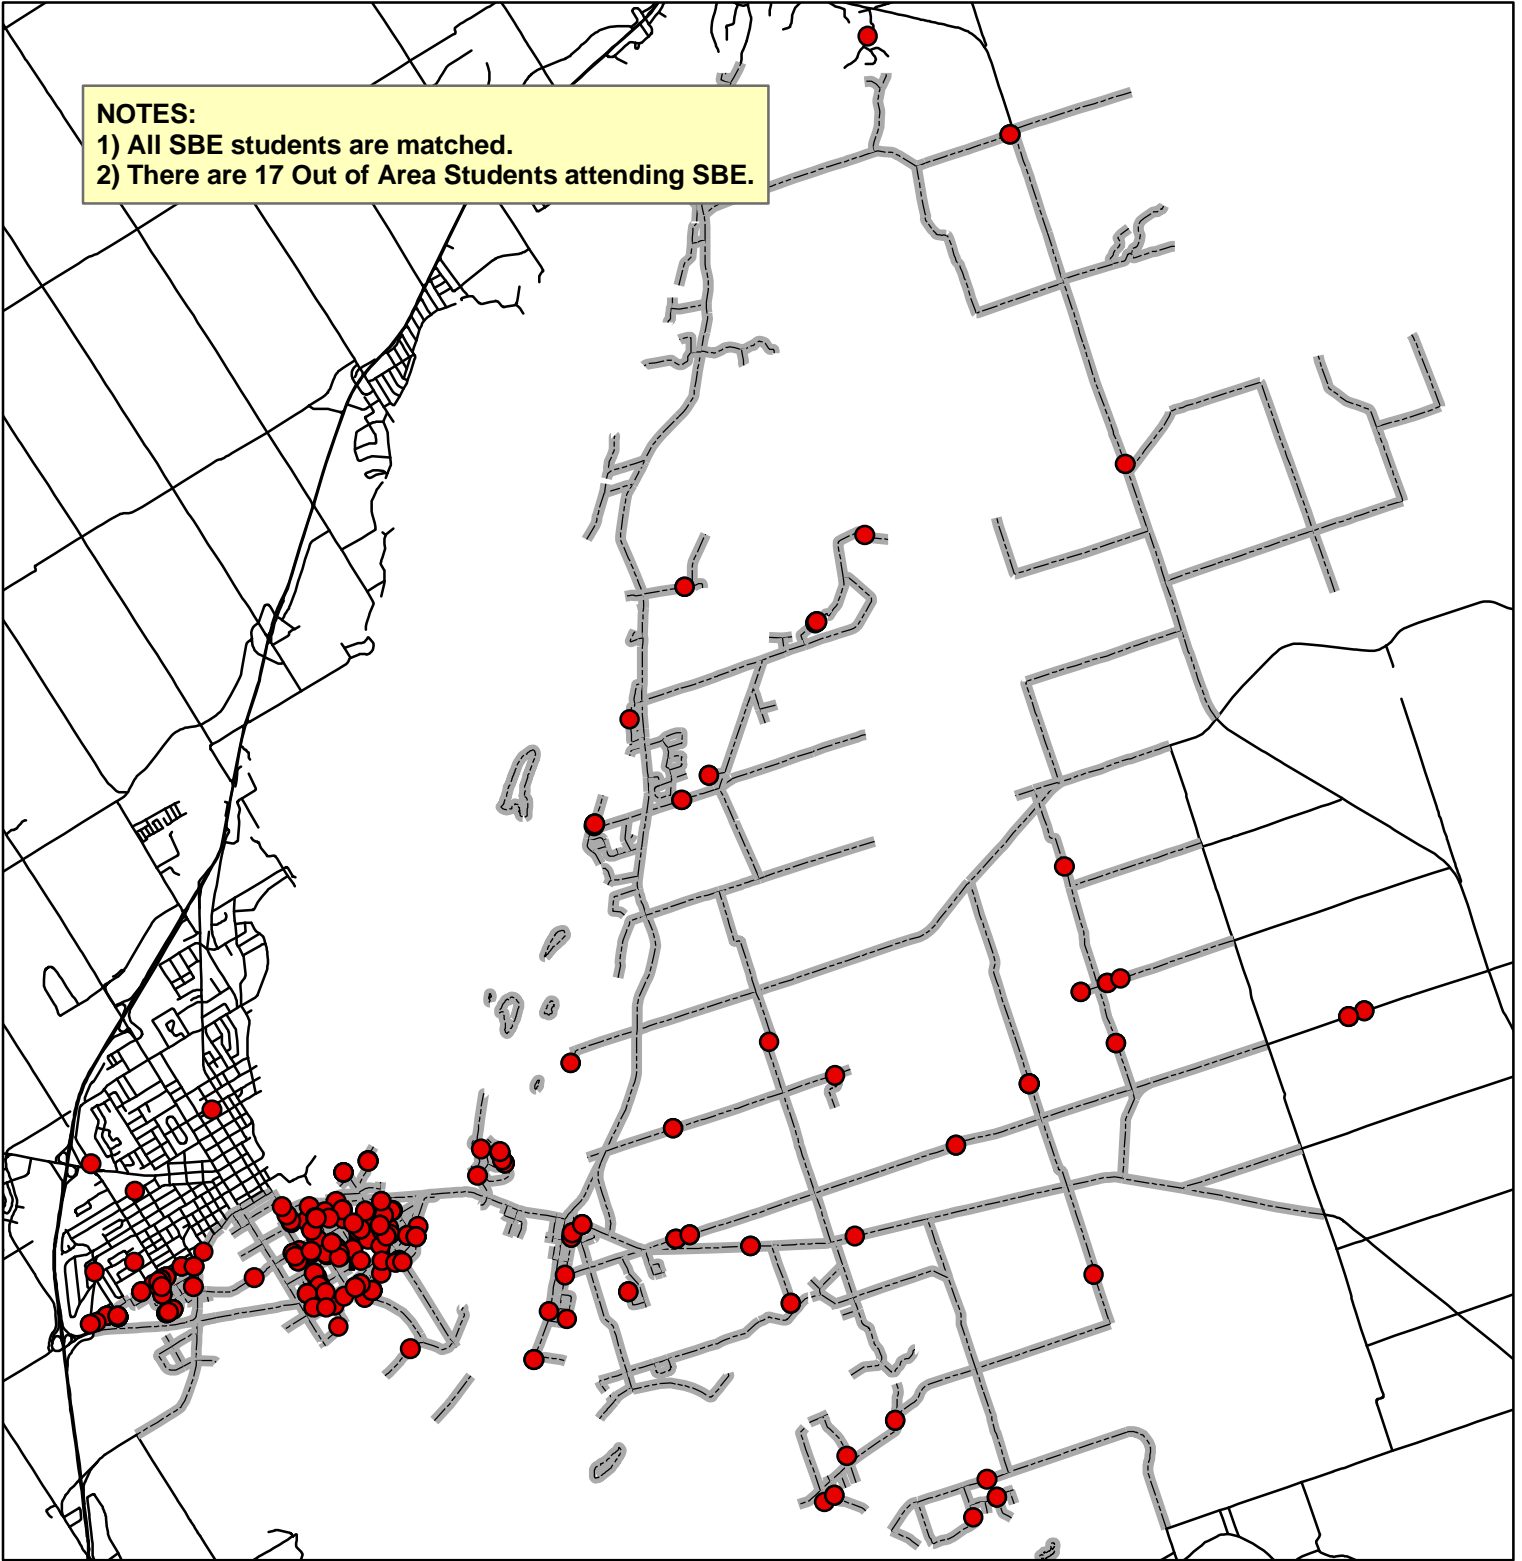 NOTES:
1) All SBE students are matched.
2) There are 17 Out of Area Students attending SBE.